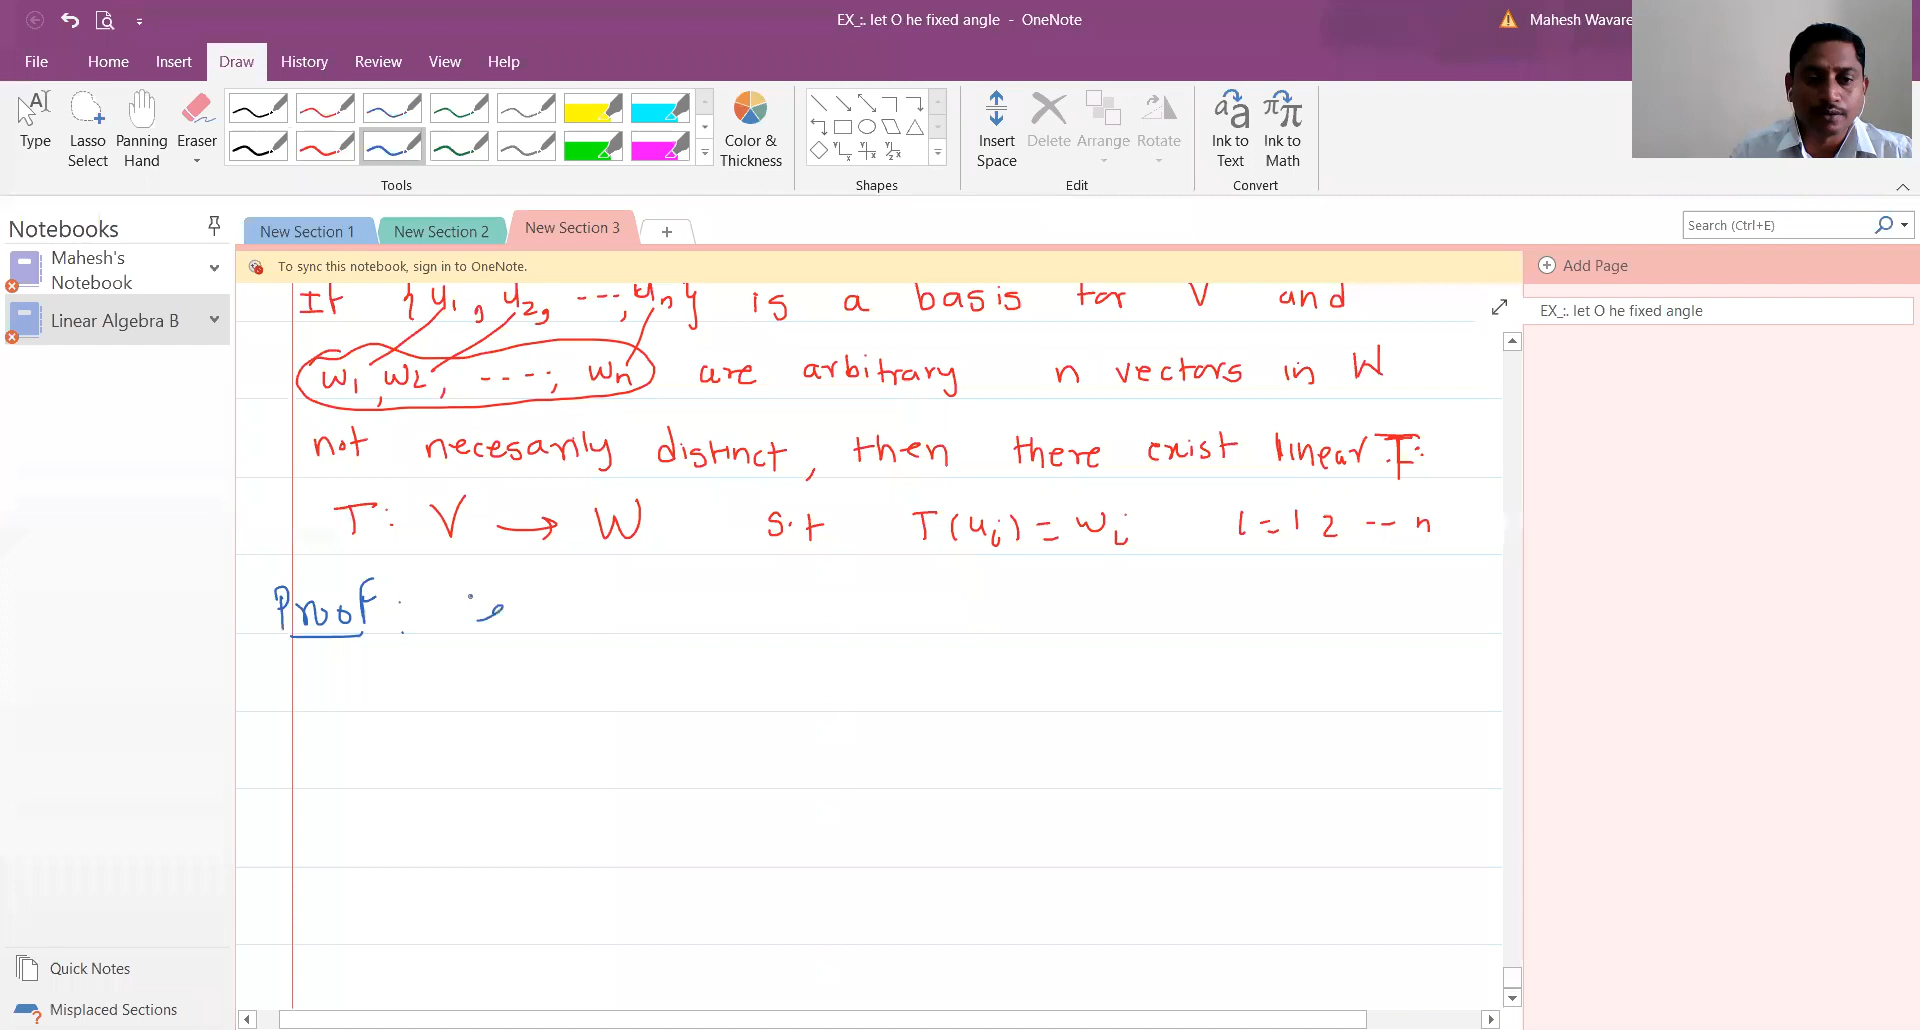 EX_:. let O he fixed angle - OneNote
Mahesh Wavare
File Home Insert Draw History Review View Help
Type
Lasso Select
Panning Hand
Eraser
Color & Thickness
Insert Space
Delete
Arrange
Rotate
Ink to Text
Ink to Math
Tools
Shapes
Edit
Convert
Notebooks
New Section 1
New Section 2
New Section 3
Search (Ctrl+E)
Mahesh's Notebook
Linear Algebra B
To sync this notebook, sign in to OneNote.
Add Page
EX_:. let O he fixed angle
If {u1, u2, ---, un} is a basis for V and
w1, w2, ----, wn are arbitrary n vectors in W
not necesarily distinct, then there exist linear T:
T: V → W s.t T(ui) = wi i = 1 2 -- n
Proof:
Quick Notes
Misplaced Sections